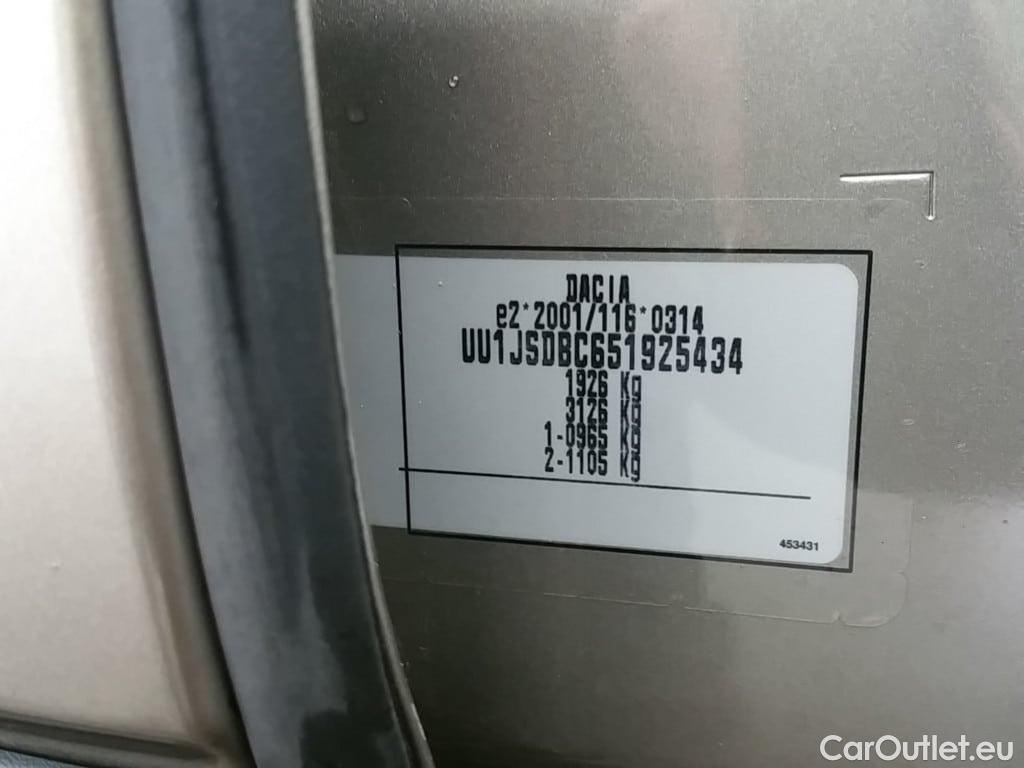 DACIA
e2*2001/116*0314
UU1JSDBC651925434
1926 Kg
3126 Kg
1-0965 Kg
2-1105 Kg
453431
CarOutlet.eu